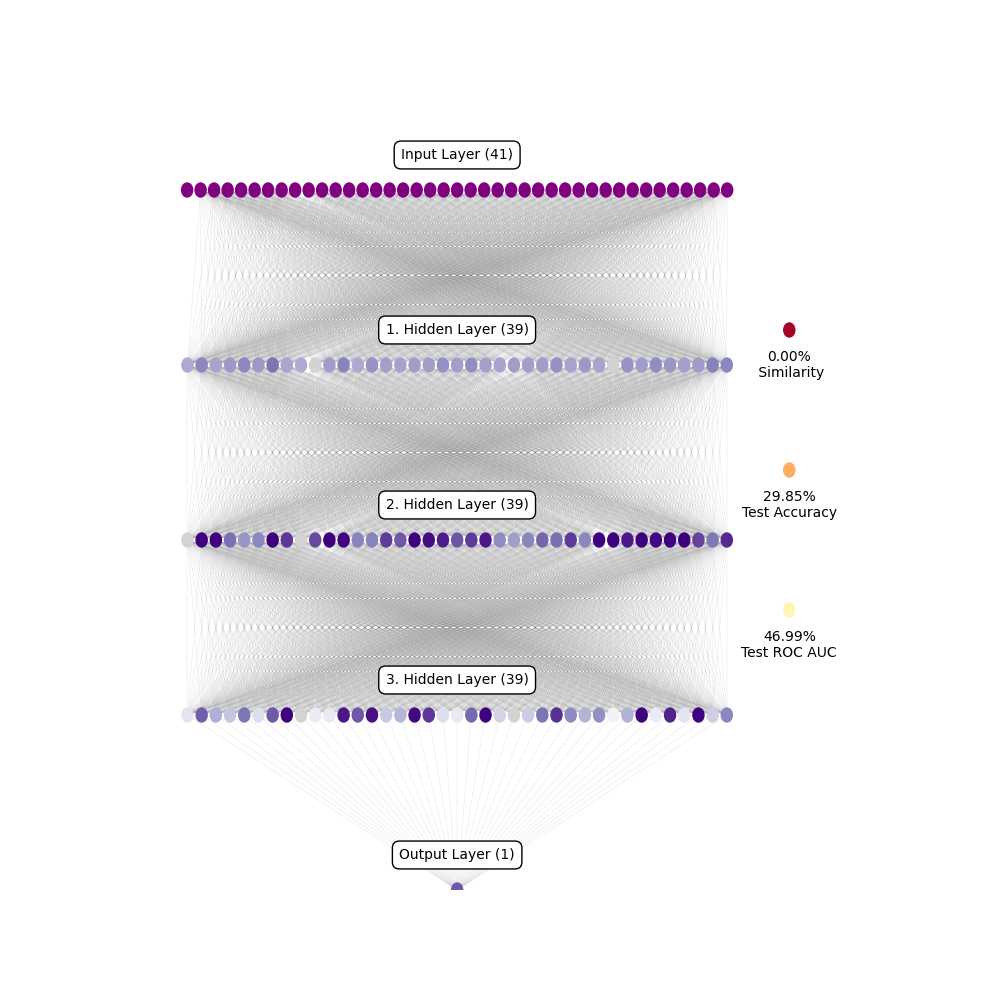 Input Layer (41)
1. Hidden Layer (39)
0.00%
Similarity
29.85%
Test Accuracy
2. Hidden Layer (39)
46.99%
Test ROC AUC
3. Hidden Layer (39)
Output Layer (1)